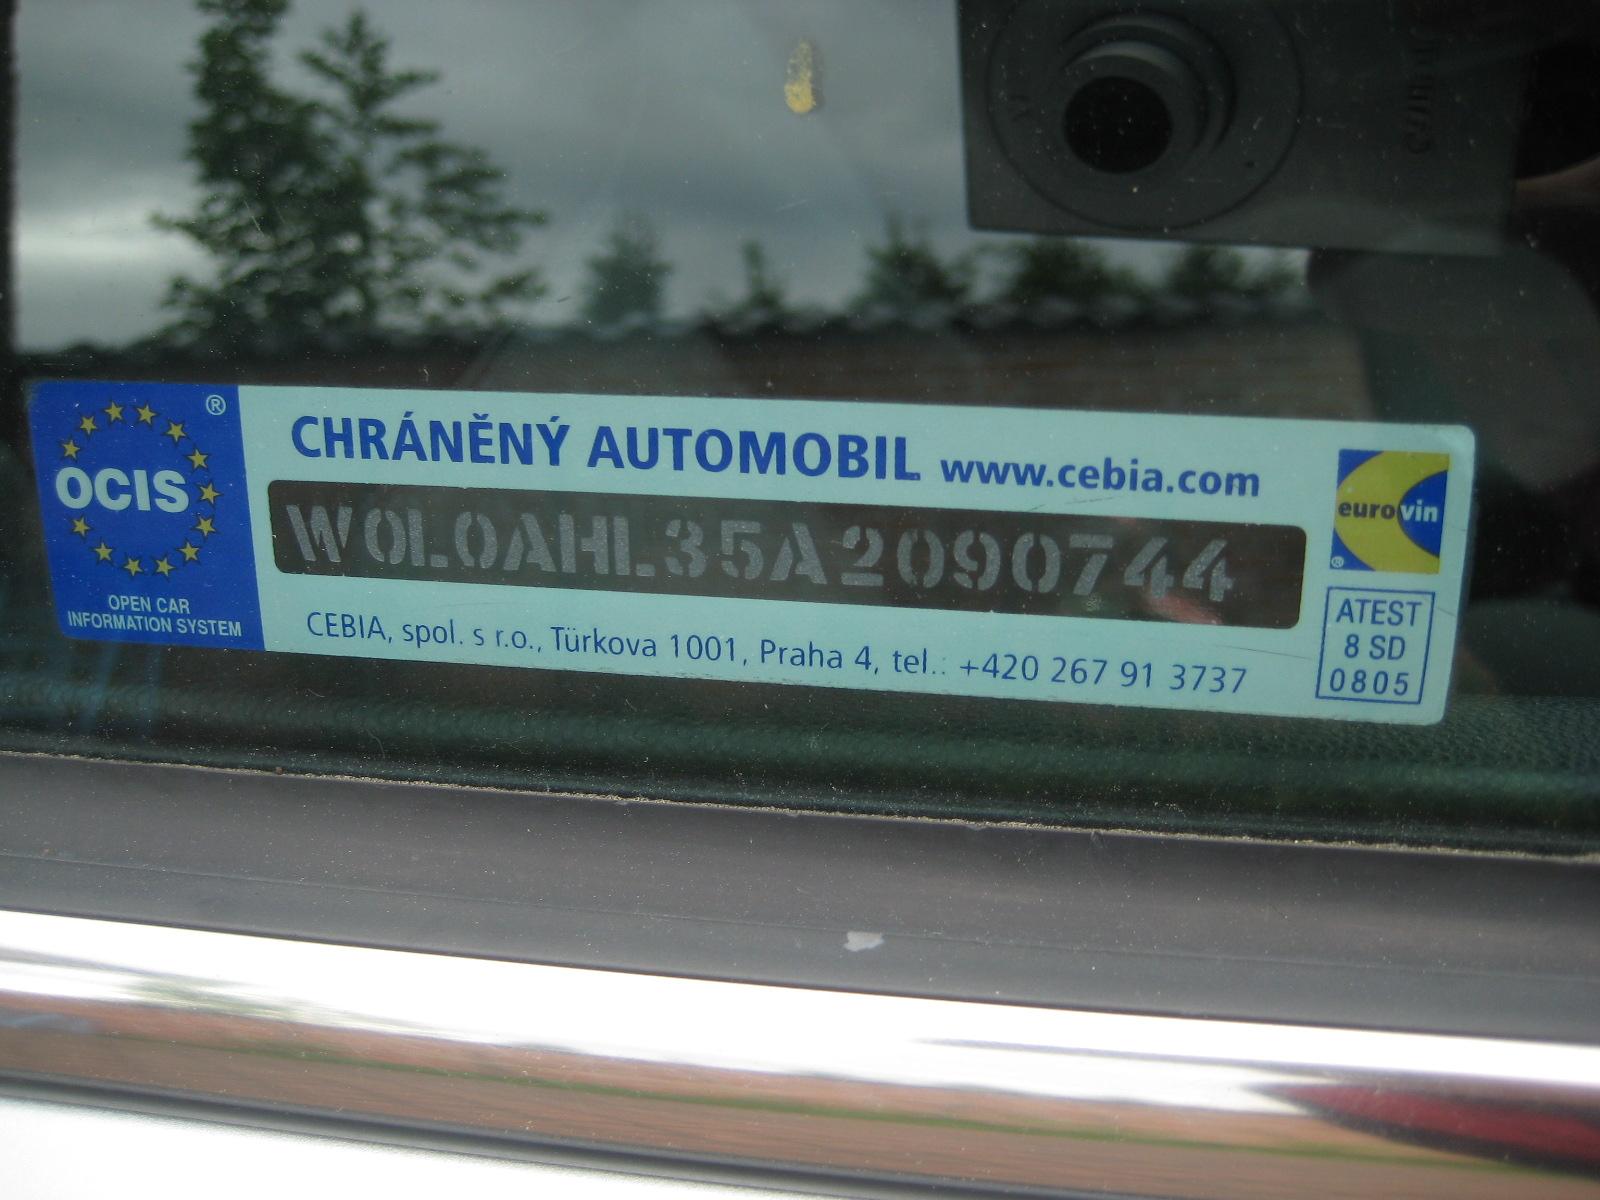 OCIS ®
OPEN CAR
INFORMATION SYSTEM
CHRÁNĚNÝ AUTOMOBIL www.cebia.com
W0L0AHL35A2090744
CEBIA, spol. s r.o., Türkova 1001, Praha 4, tel.: +420 267 91 3737
eurovin
®
ATEST
8 SD
0805